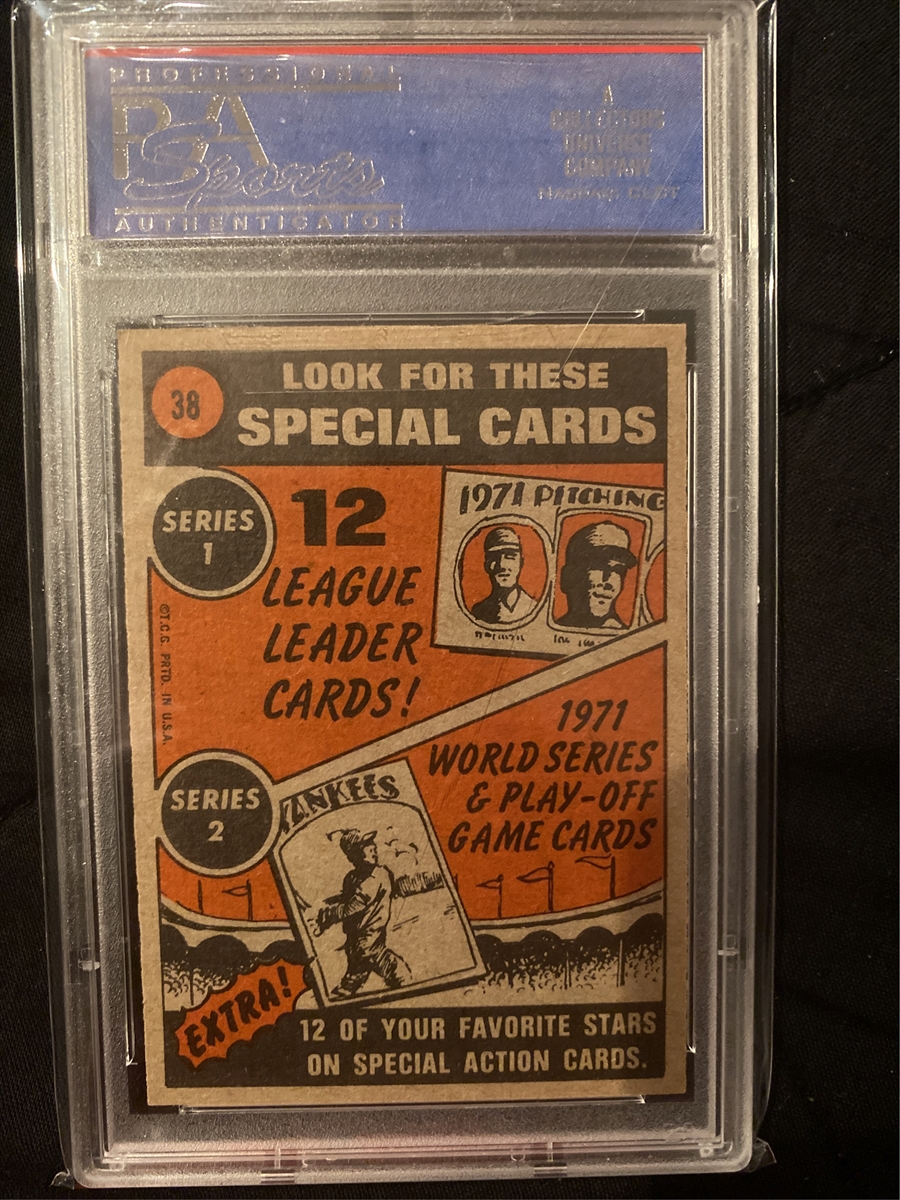 PROFESSIONAL
PSA
Sports
AUTHENTICATOR
A
COLLECTORS
UNIVERSE
COMPANY
NASDAQ: CLCT
38
LOOK FOR THESE
SPECIAL CARDS
SERIES
1
12
LEAGUE
LEADER
CARDS!
1971 PITCHING
©T.C.G. PRTD. IN U.S.A.
1971
WORLD SERIES
& PLAY-OFF
GAME CARDS
SERIES
2
YANKEES
EXTRA!
12 OF YOUR FAVORITE STARS
ON SPECIAL ACTION CARDS.